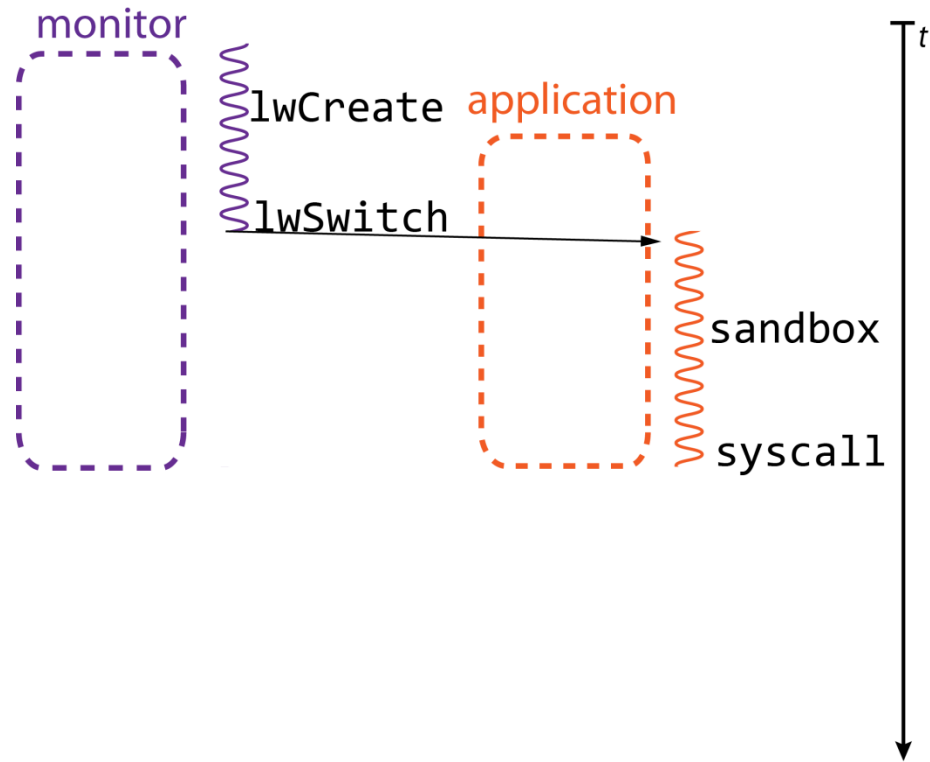 monitor
t
lwCreate
application
lwSwitch
sandbox
syscall